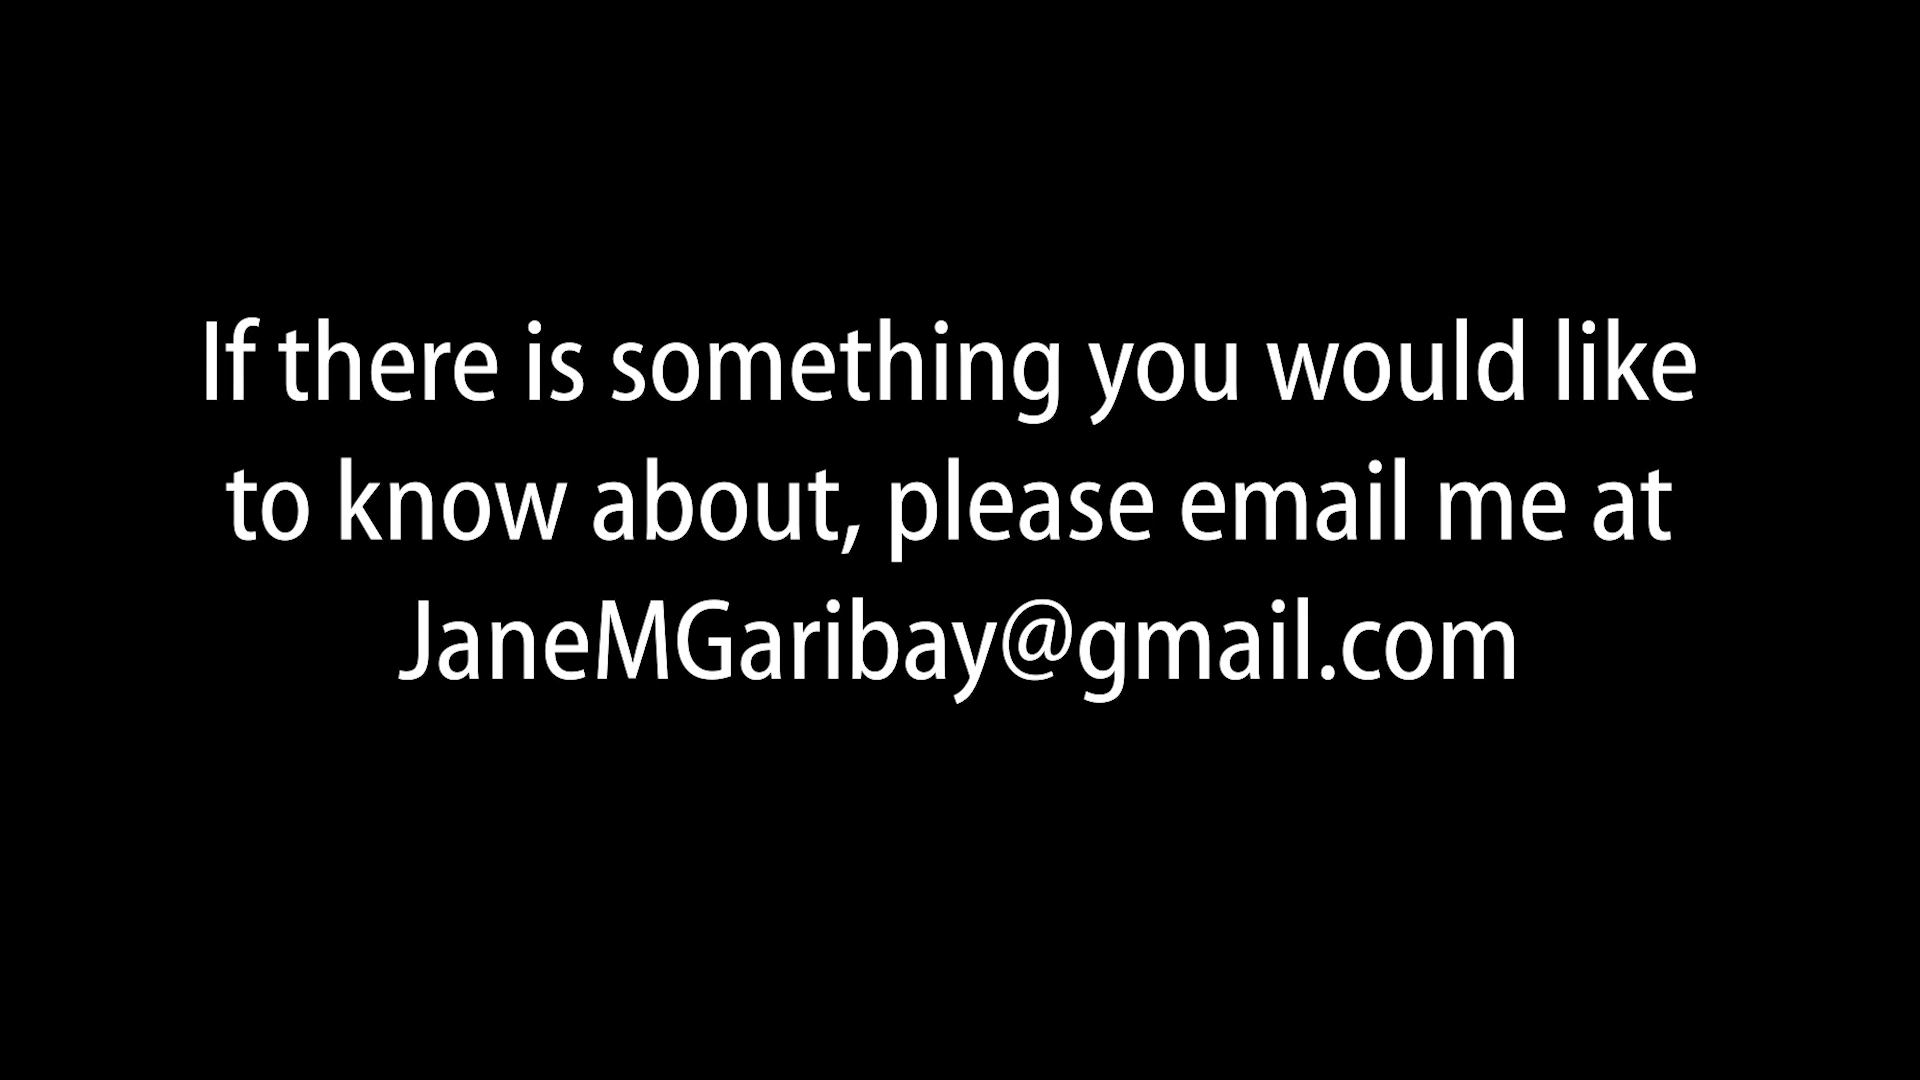 If there is something you would like
to know about, please email me at
JaneMGaribay@gmail.com